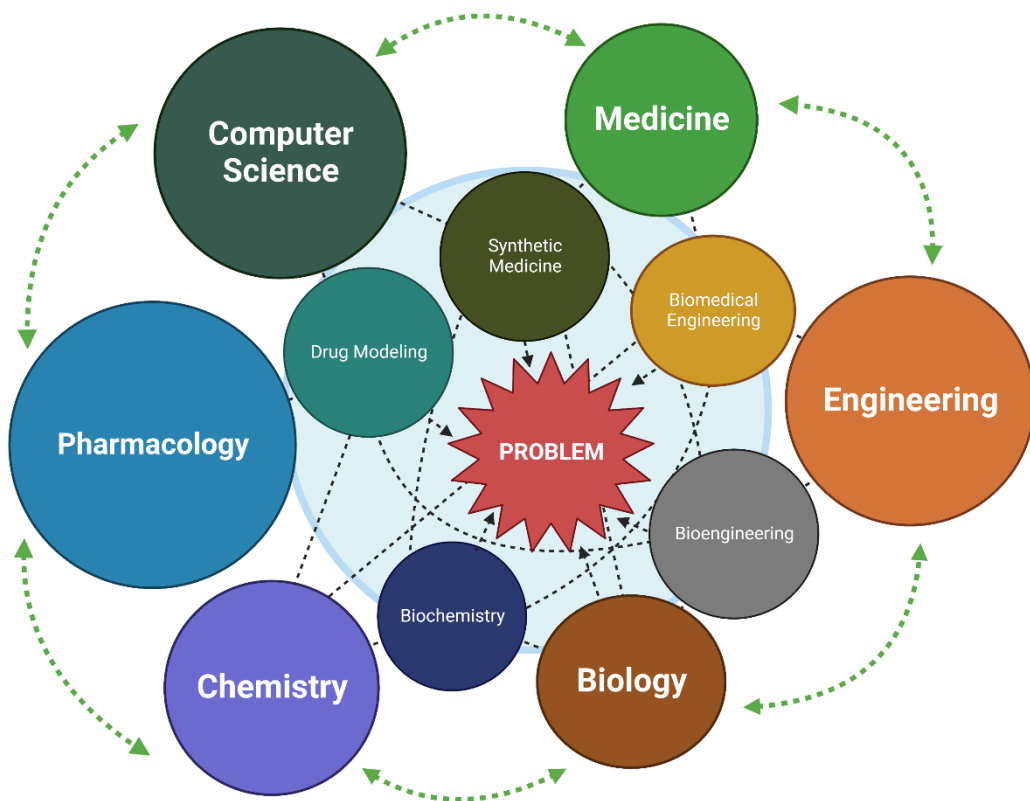 Computer
Science
Medicine
Synthetic
Medicine
Biomedical
Engineering
Drug Modeling
Engineering
Pharmacology
PROBLEM
Bioengineering
Biochemistry
Chemistry
Biology